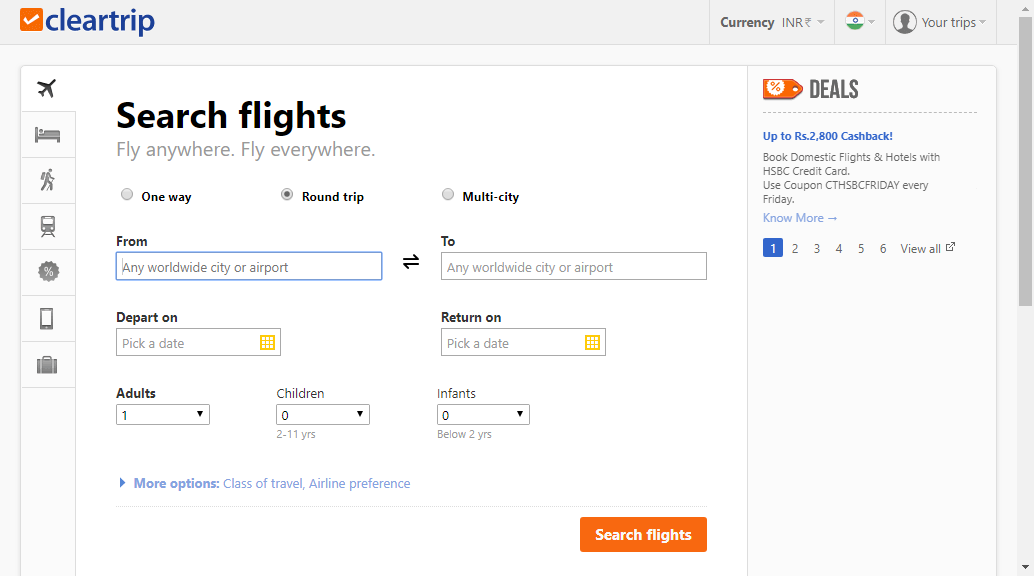 cleartrip
Currency INR₹
Your trips
Search flights
Fly anywhere. Fly everywhere.
One way Round trip Multi-city
From To
Any worldwide city or airport Any worldwide city or airport
Depart on Return on
Pick a date Pick a date
Adults Children Infants
1 0 0
2-11 yrs Below 2 yrs
More options: Class of travel, Airline preference
Search flights
% DEALS
Up to Rs.2,800 Cashback!
Book Domestic Flights & Hotels with
HSBC Credit Card.
Use Coupon CTHSBCFRIDAY every
Friday.
Know More →
1 2 3 4 5 6 View all
%